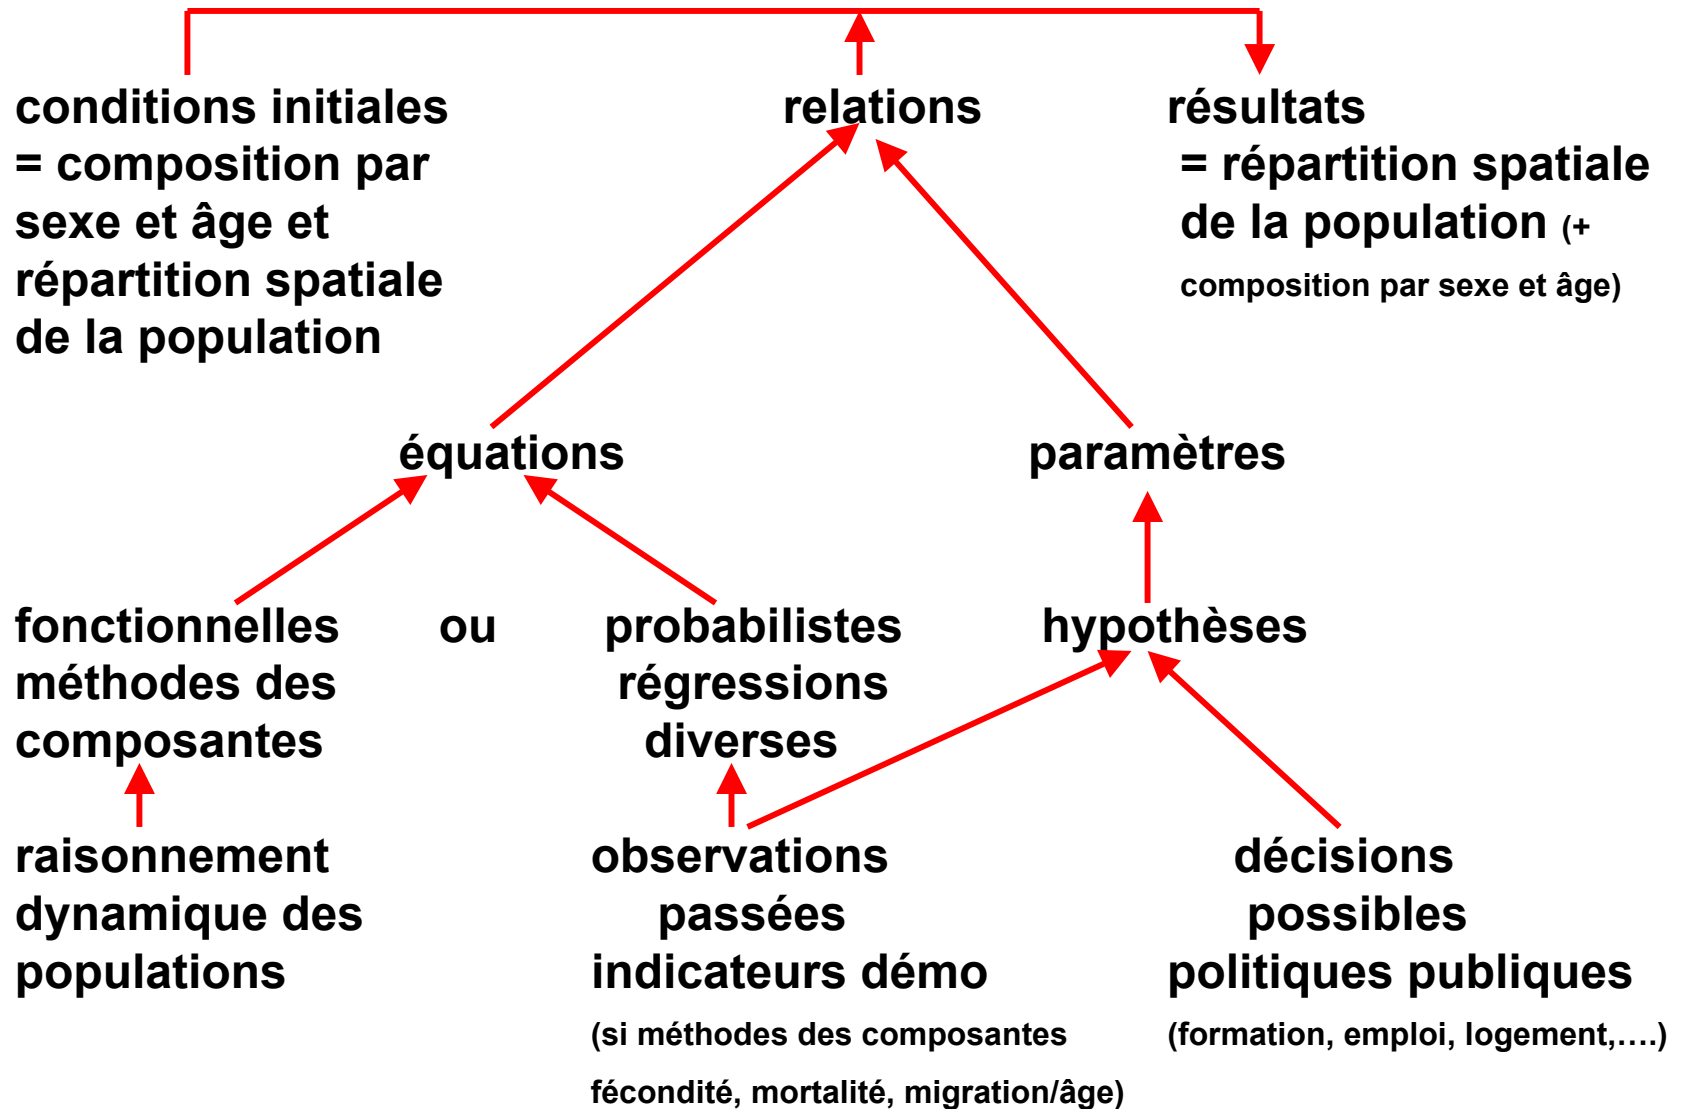 conditions initiales
= composition par
sexe et âge et
répartition spatiale
de la population
relations
résultats
= répartition spatiale
de la population (+
composition par sexe et âge)
équations
paramètres
fonctionnelles
méthodes des
composantes
ou
probabilistes
régressions
diverses
hypothèses
raisonnement
dynamique des
populations
observations
passées
indicateurs démo
(si méthodes des composantes
fécondité, mortalité, migration/âge)
décisions
possibles
politiques publiques
(formation, emploi, logement,….)